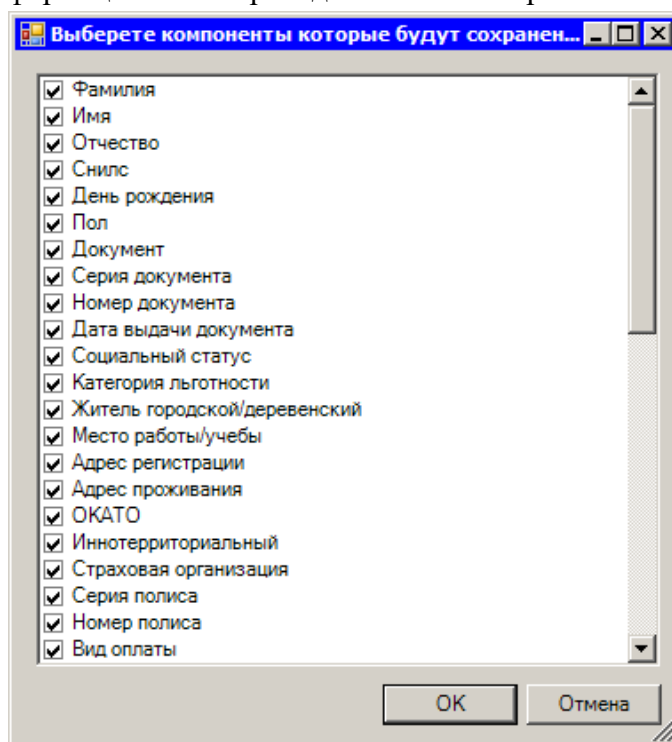 Выберете компоненты которые будут сохранен...
Фамилия
Имя
Отчество
Снилс
День рождения
Пол
Документ
Серия документа
Номер документа
Дата выдачи документа
Социальный статус
Категория льготности
Житель городской/деревенский
Место работы/учебы
Адрес регистрации
Адрес проживания
ОКАТО
Иннотерриториальный
Страховая организация
Серия полиса
Номер полиса
Вид оплаты
OK
Отмена